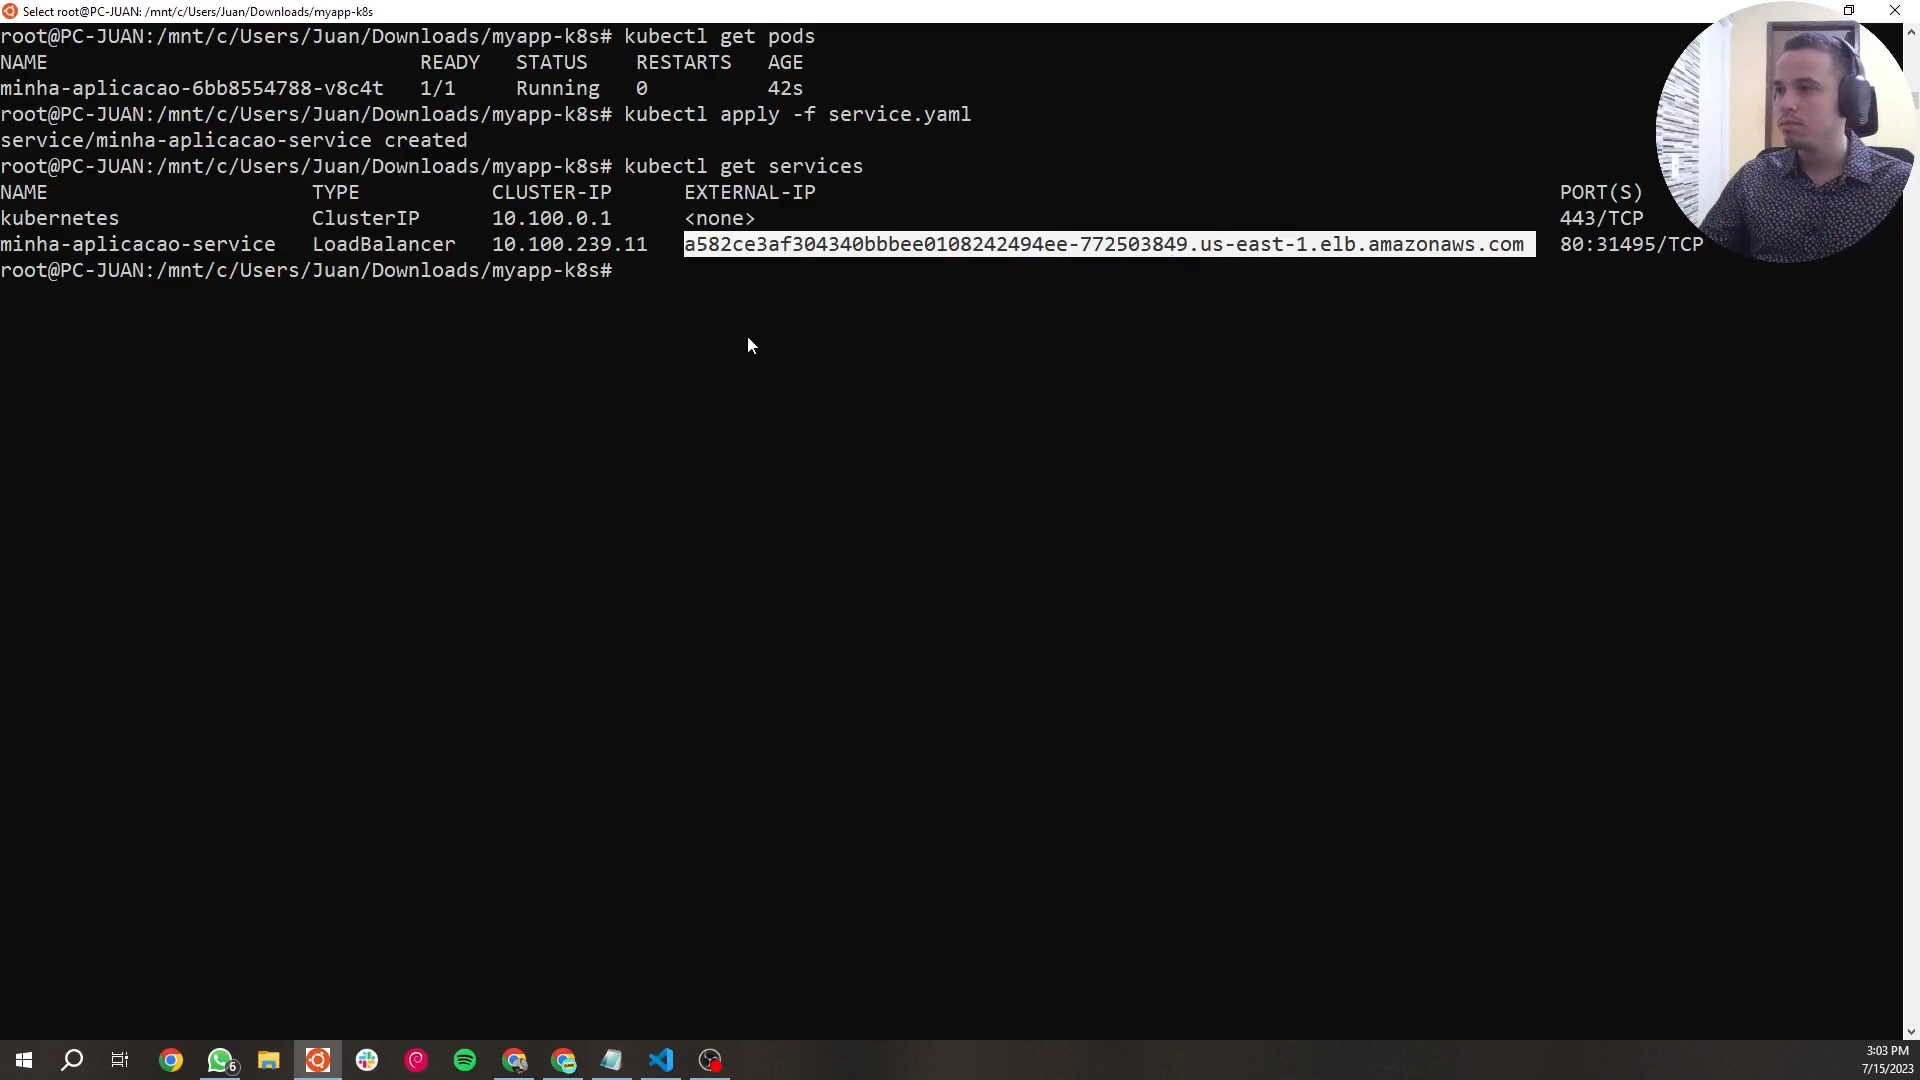 Select root@PC-JUAN: /mnt/c/Users/Juan/Downloads/myapp-k8s
root@PC-JUAN:/mnt/c/Users/Juan/Downloads/myapp-k8s# kubectl get pods
NAME READY STATUS RESTARTS AGE
minha-aplicacao-6bb8554788-v8c4t 1/1 Running 0 42s
root@PC-JUAN:/mnt/c/Users/Juan/Downloads/myapp-k8s# kubectl apply -f service.yaml
service/minha-aplicacao-service created
root@PC-JUAN:/mnt/c/Users/Juan/Downloads/myapp-k8s# kubectl get services
NAME TYPE CLUSTER-IP EXTERNAL-IP PORT(S)
kubernetes ClusterIP 10.100.0.1 <none> 443/TCP
minha-aplicacao-service LoadBalancer 10.100.239.11 a582ce3af304340bbbee0108242494ee-772503849.us-east-1.elb.amazonaws.com 80:31495/TCP
root@PC-JUAN:/mnt/c/Users/Juan/Downloads/myapp-k8s#
6
3:03 PM
7/15/2023